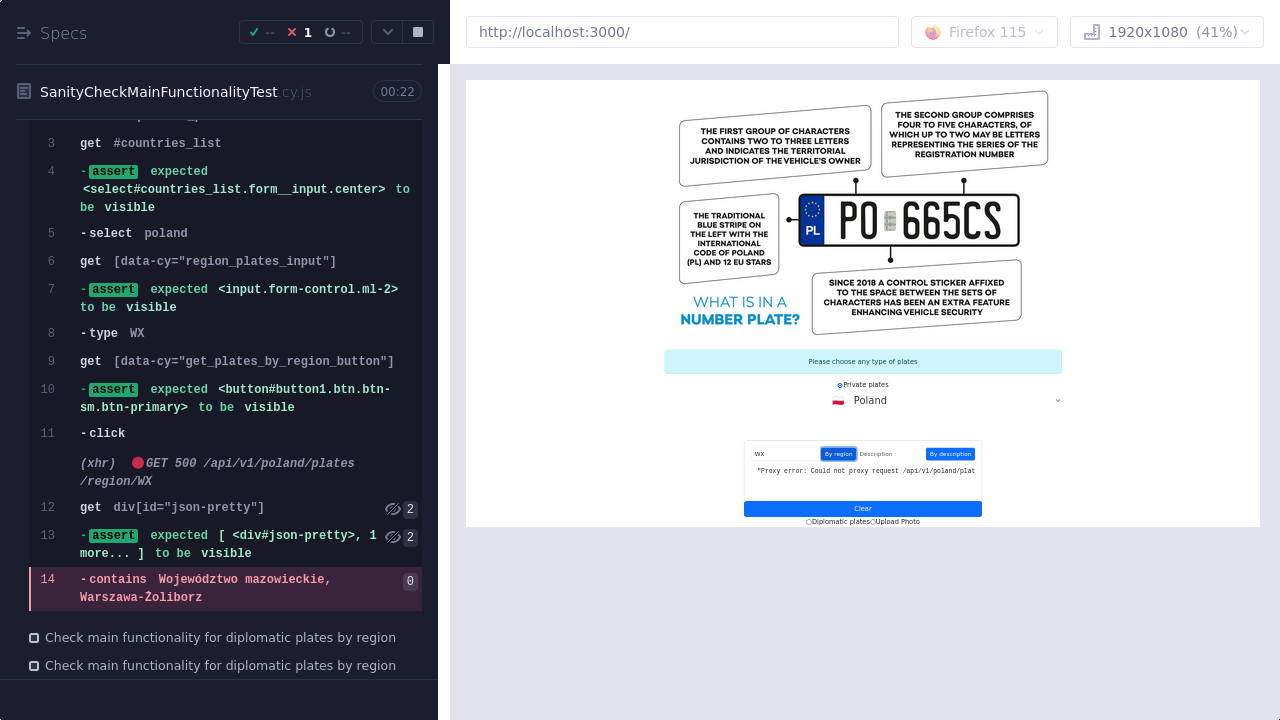 Specs
-- 1 --
http://localhost:3000/
Firefox 115
1920x1080 (41%)
SanityCheckMainFunctionalityTest.cy.js 00:22
3 get #countries_list
4 -assert expected
<select#countries_list.form__input.center> to
be visible
5 -select poland
6 get [data-cy="region_plates_input"]
7 -assert expected <input.form-control.ml-2>
to be visible
8 -type WX
9 get [data-cy="get_plates_by_region_button"]
10 -assert expected <button#button1.btn.btn-
sm.btn-primary> to be visible
11 -click
(xhr) GET 500 /api/v1/poland/plates
/region/WX
12 get div[id="json-pretty"] 2
13 -assert expected [ <div#json-pretty>, 1 2
more... ] to be visible
14 -contains Województwo mazowieckie, 0
Warszawa-Żoliborz
Check main functionality for diplomatic plates by region
Check main functionality for diplomatic plates by region
THE FIRST GROUP OF CHARACTERS
CONTAINS TWO TO THREE LETTERS
AND INDICATES THE TERRITORIAL
JURISDICTION OF THE VEHICLE'S OWNER
THE SECOND GROUP COMPRISES
FOUR TO FIVE CHARACTERS, OF
WHICH UP TO TWO MAY BE LETTERS
REPRESENTING THE SERIES OF THE
REGISTRATION NUMBER
THE TRADITIONAL
BLUE STRIPE ON
THE LEFT WITH THE
INTERNATIONAL
CODE OF POLAND
(PL) AND 12 EU STARS
PL PO 665CS
SINCE 2018 A CONTROL STICKER AFFIXED
TO THE SPACE BETWEEN THE SETS OF
CHARACTERS HAS BEEN AN EXTRA FEATURE
ENHANCING VEHICLE SECURITY
WHAT IS IN A
NUMBER PLATE?
Please choose any type of plates
Private plates
Poland
WX By region Description By description
"Proxy error: Could not proxy request /api/v1/poland/plat
Clear
Diplomatic plates Upload Photo